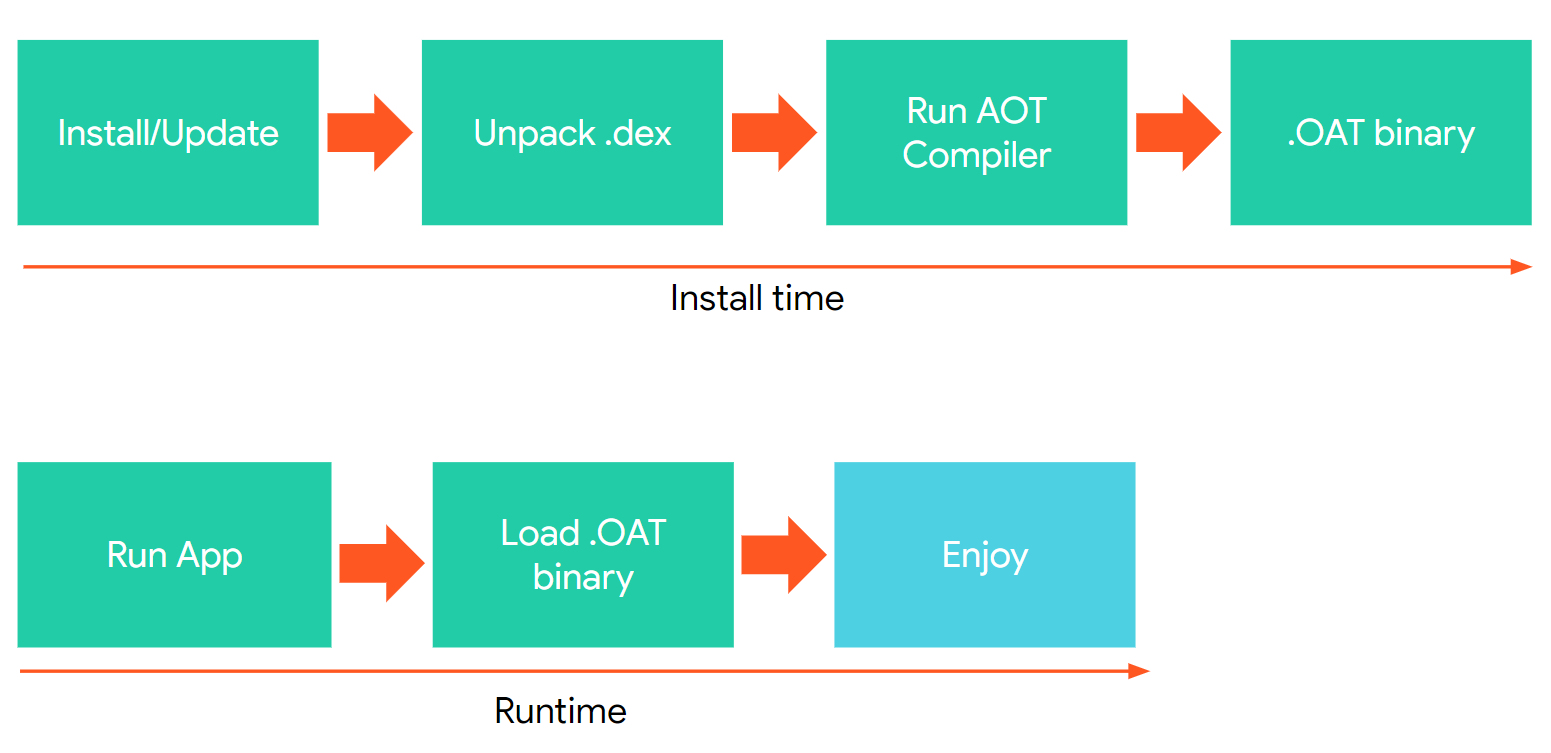 Install/Update
Unpack .dex
Run AOT
Compiler
.OAT binary
Install time
Run App
Load .OAT
binary
Enjoy
Runtime